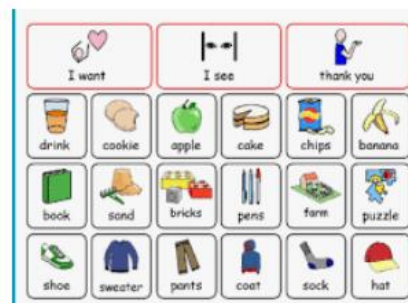 I want I see thank you
drink cookie apple cake chips banana
book sand bricks pens farm puzzle
shoe sweater pants coat sock hat